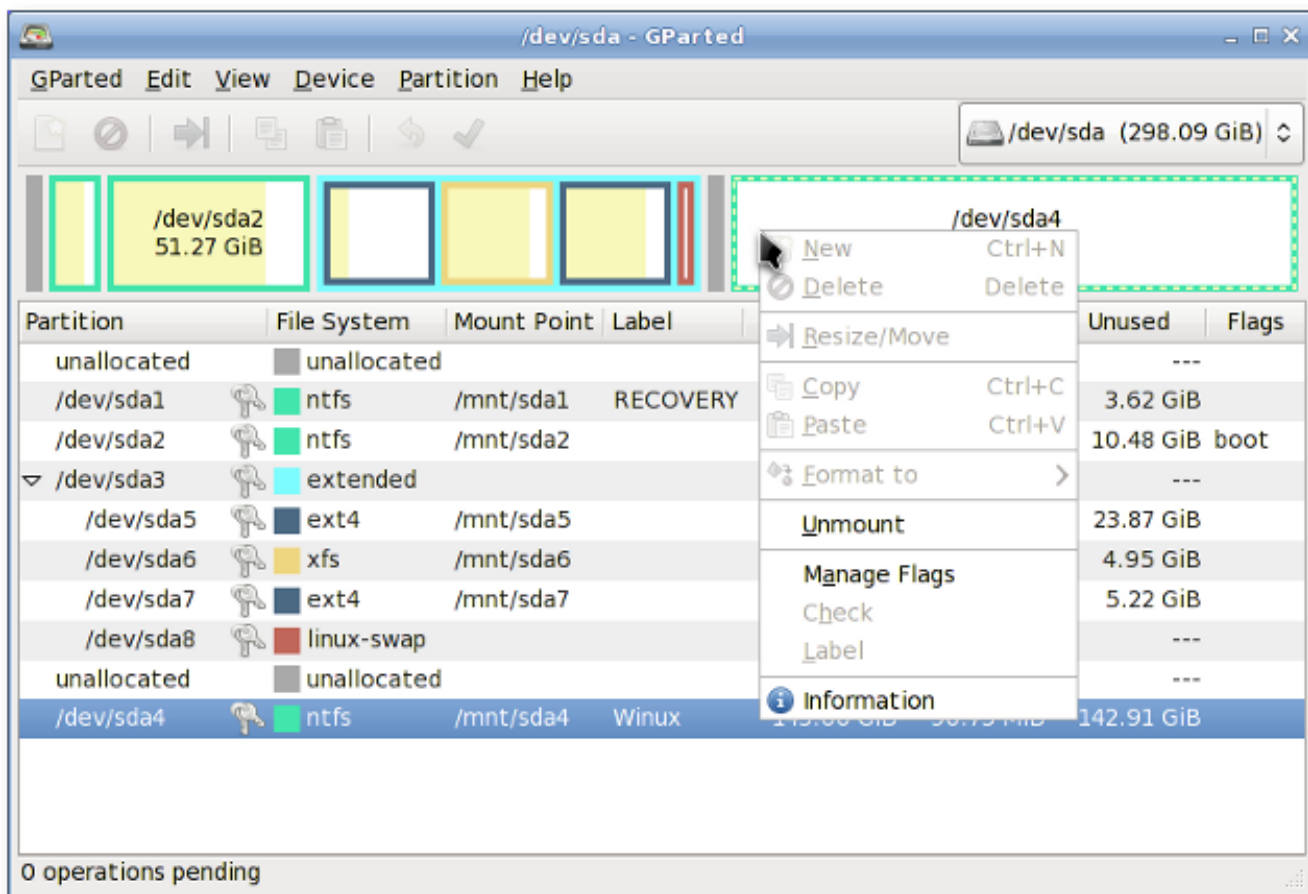 /dev/sda - GParted
GParted Edit View Device Partition Help
/dev/sda (298.09 GiB)
/dev/sda2
51.27 GiB
/dev/sda4
New Ctrl+N
Delete Delete
Resize/Move
Copy Ctrl+C
Paste Ctrl+V
Format to
Unmount
Manage Flags
Check
Label
Information
Partition File System Mount Point Label Unused Flags
unallocated unallocated ---
/dev/sda1 ntfs /mnt/sda1 RECOVERY 3.62 GiB
/dev/sda2 ntfs /mnt/sda2 10.48 GiB boot
/dev/sda3 extended ---
/dev/sda5 ext4 /mnt/sda5 23.87 GiB
/dev/sda6 xfs /mnt/sda6 4.95 GiB
/dev/sda7 ext4 /mnt/sda7 5.22 GiB
/dev/sda8 linux-swap ---
unallocated unallocated ---
/dev/sda4 ntfs /mnt/sda4 Winux 142.91 GiB
0 operations pending